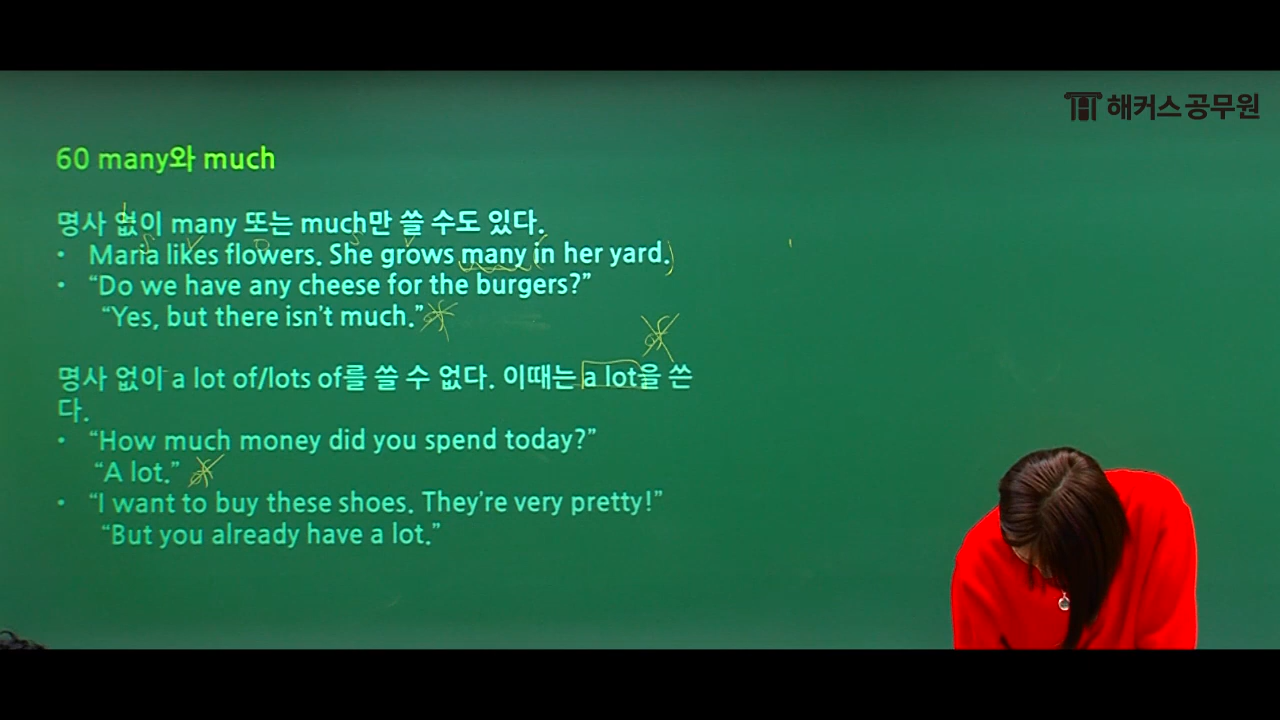 해커스 공무원
60 many와 much
명사 없이 many 또는 much만 쓸 수도 있다.
• Maria likes flowers. She grows many in her yard.
• “Do we have any cheese for the burgers?”
“Yes, but there isn’t much.”
명사 없이 a lot of/lots of를 쓸 수 없다. 이때는 a lot을 쓴
다.
• “How much money did you spend today?”
“A lot.”
• “I want to buy these shoes. They’re very pretty!”
“But you already have a lot.”